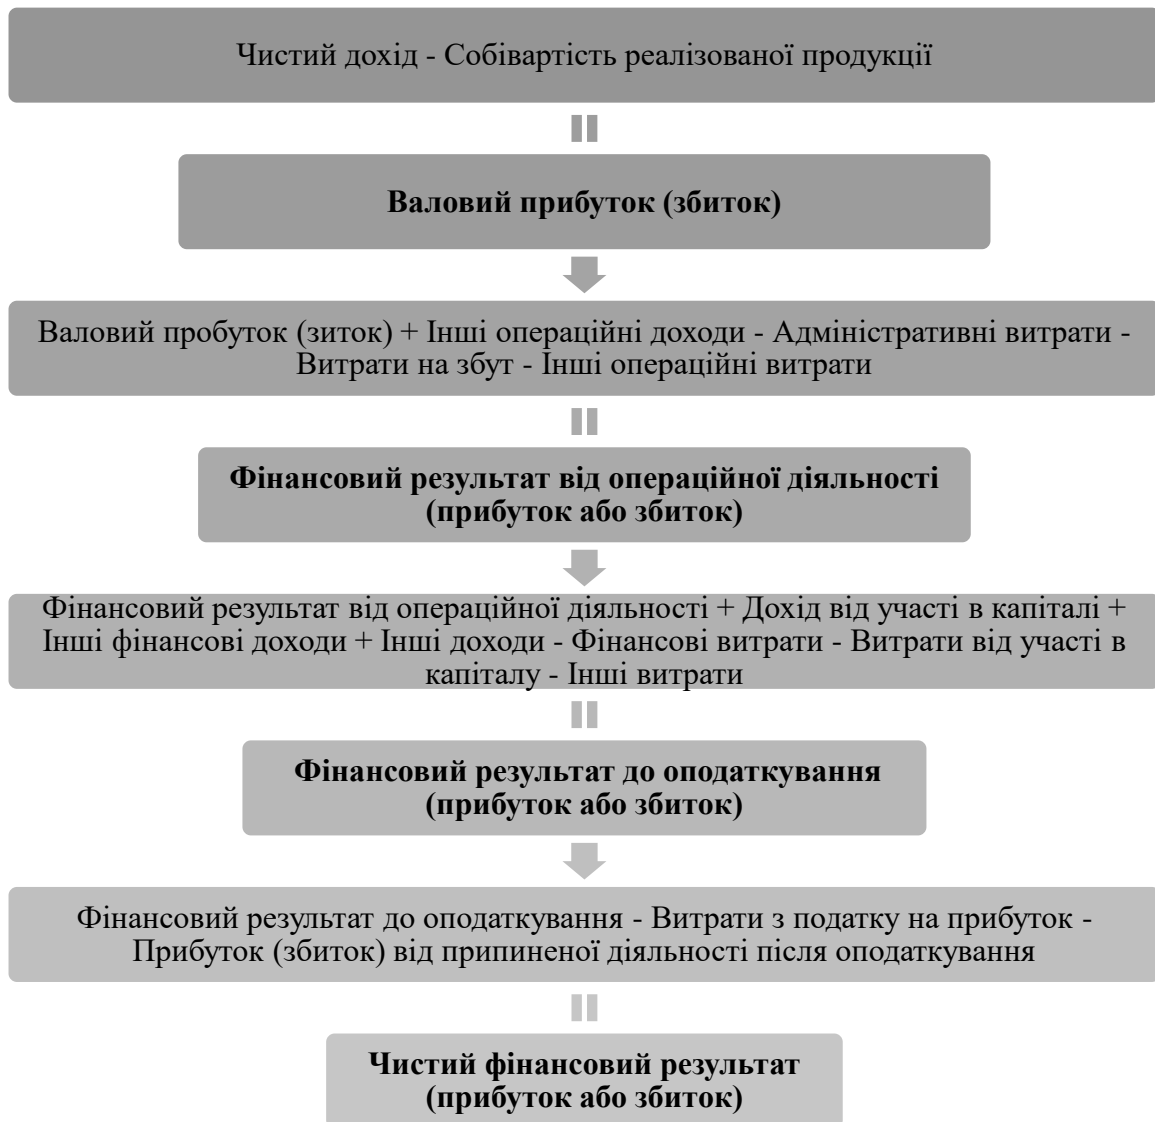 Чистий дохід - Собівартість реалізованої продукції
Валовий прибуток (збиток)
Валовий пробуток (зиток) + Інші операційні доходи - Адміністративні витрати -
Витрати на збут - Інші операційні витрати
Фінансовий результат від операційної діяльності
(прибуток або збиток)
Фінансовий результат від операційної діяльності + Дохід від участі в капіталі +
Інші фінансові доходи + Інші доходи - Фінансові витрати - Витрати від участі в
капіталу - Інші витрати
Фінансовий результат до оподаткування
(прибуток або збиток)
Фінансовий результат до оподаткування - Витрати з податку на прибуток -
Прибуток (збиток) від припиненої діяльності після оподаткування
Чистий фінансовий результат
(прибуток або збиток)